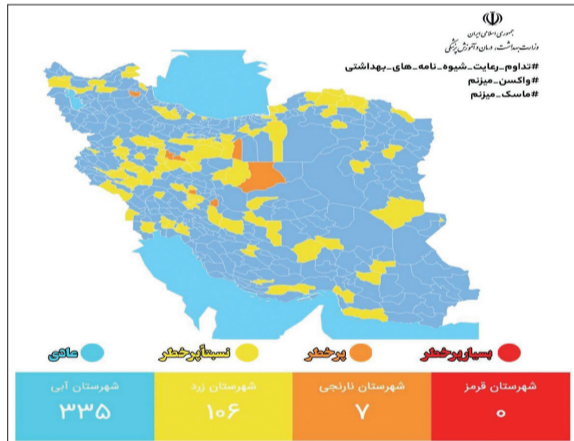 جمهوری اسلامی ایران
وزارت بهداشت، درمان و آموزش پزشکی
#تداوم_رعایت_شیوه_نامه_های_بهداشتی
#واکسن_میزنم
#ماسک_میزنم
بسیار پرخطر
پرخطر
نسبتاً پرخطر
عادی
شهرستان قرمز
۰
شهرستان نارنجی
۷
شهرستان زرد
۱۰۶
شهرستان آبی
۳۳۵